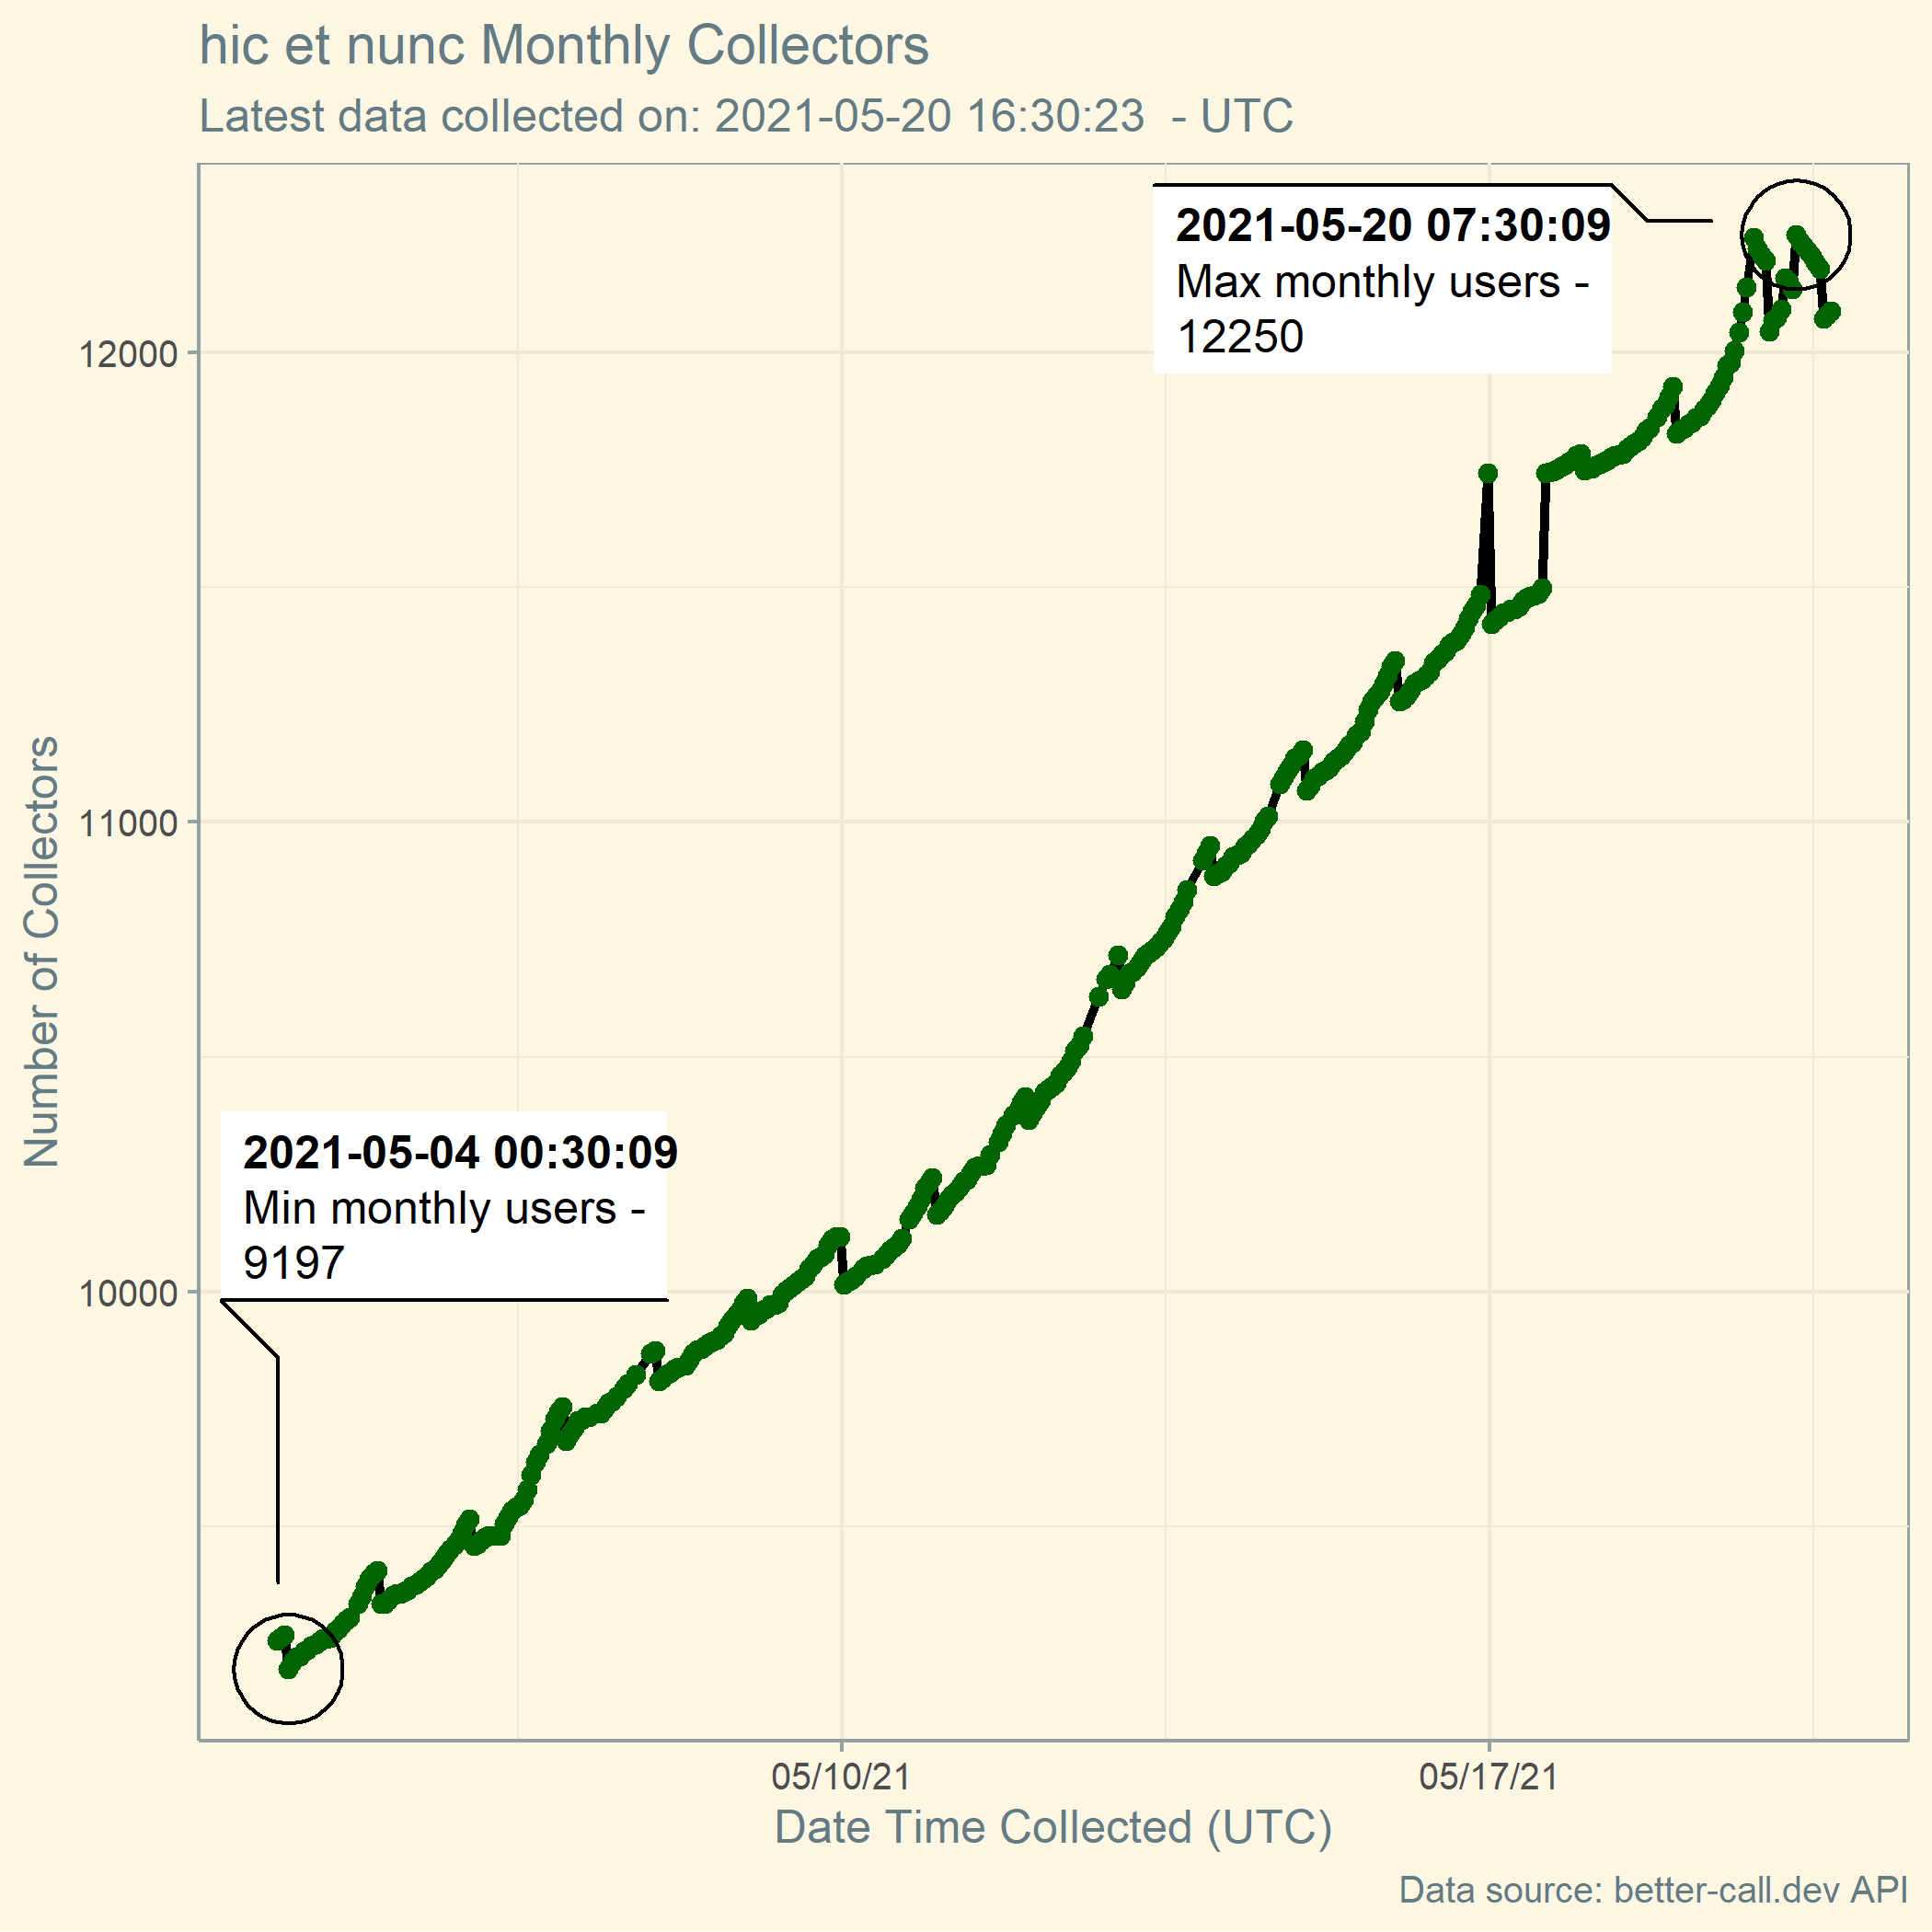 hic et nunc Monthly Collectors
Latest data collected on: 2021-05-20 16:30:23  - UTC
2021-05-20 07:30:09
Max monthly users -
12250
12000
11000
10000
Number of Collectors
2021-05-04 00:30:09
Min monthly users -
9197
05/10/21
05/17/21
Date Time Collected (UTC)
Data source: better-call.dev API